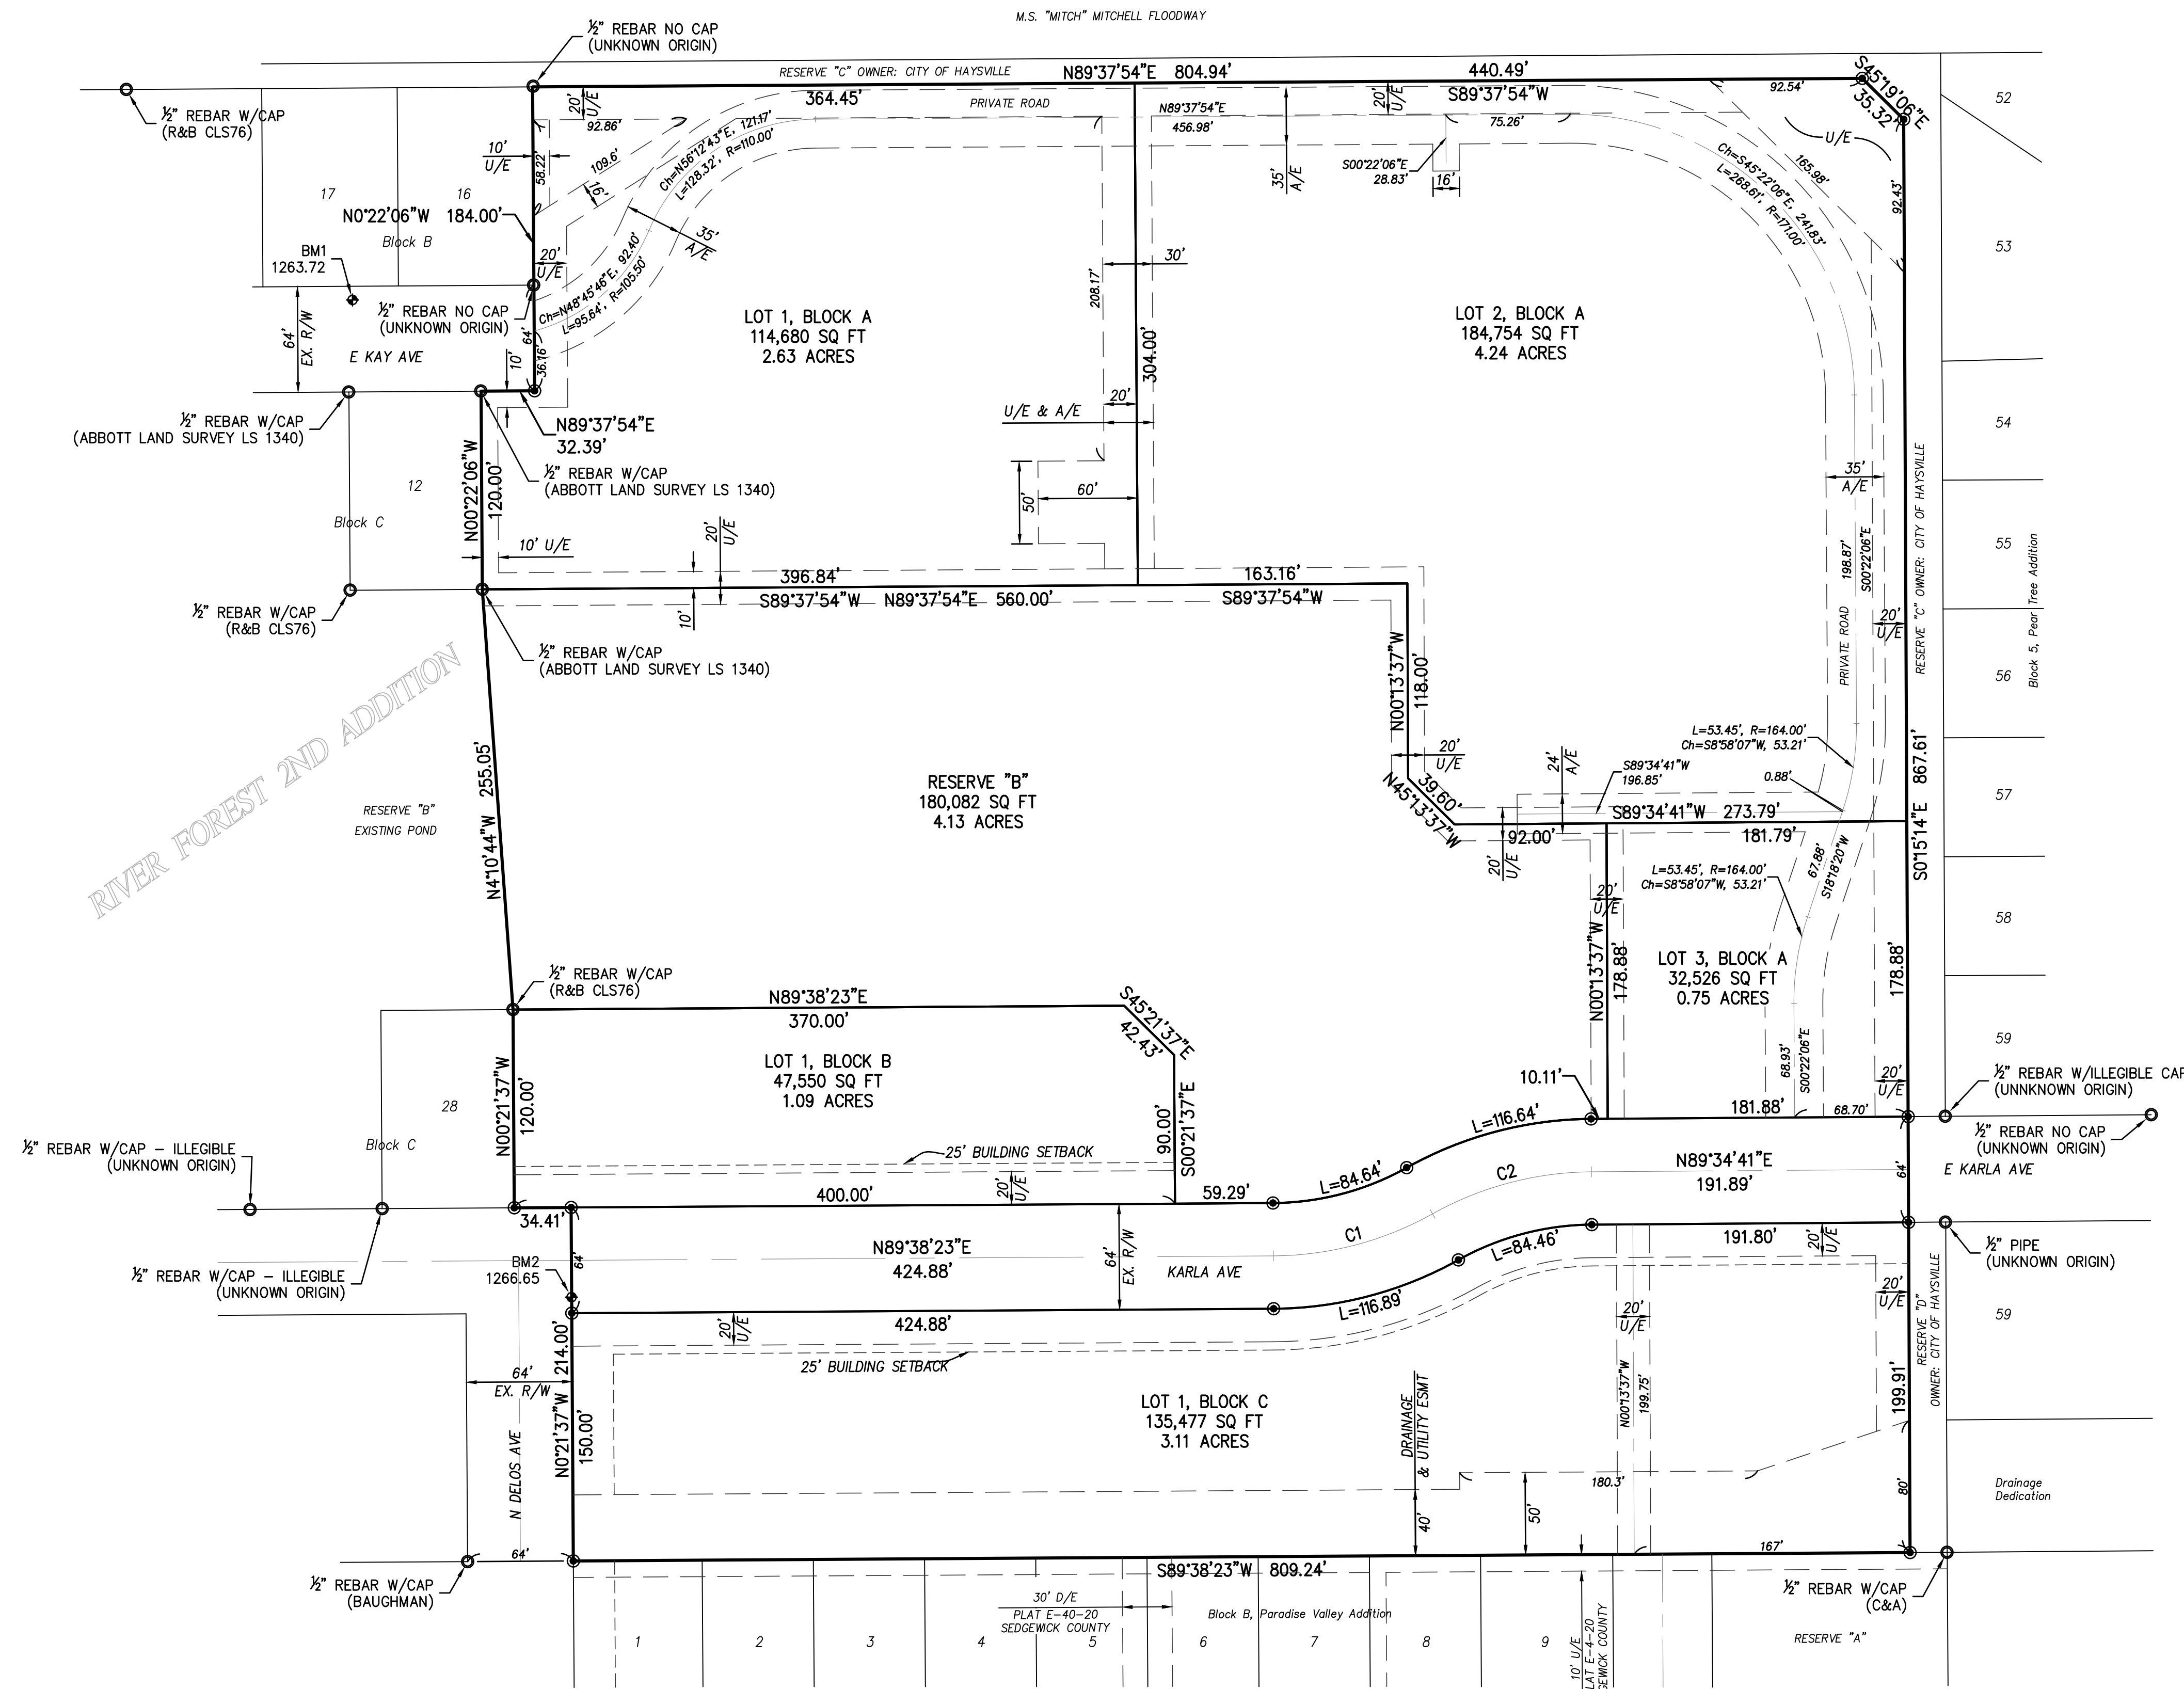 M.S. "MITCH" MITCHELL FLOODWAY
½" REBAR NO CAP
(UNKNOWN ORIGIN)
RESERVE "C" OWNER: CITY OF HAYSVILLE
N89°37'54"E 804.94'
440.49'
S45°19'06"E
35.32'
½" REBAR W/CAP
(R&B CLS76)
20'
U/E
92.86'
364.45'
PRIVATE ROAD
N89°37'54"E
456.98'
20'
U/E
S89°37'54"W
75.26'
92.54'
U/E
52
10'
U/E
58.22'
109.6'
16'
Ch=N56°12'43"E, 121.17'
L=128.32', R=110.00'
35'
A/E
S00°22'06"E
28.83'
16'
Ch=S45°22'06"E, 241.83'
L=268.61', R=171.00'
165.98'
92.43'
17
16
N0°22'06"W 184.00'
Block B
BM1
1263.72
20'
U/E
35'
A/E
30'
53
½" REBAR NO CAP
(UNKNOWN ORIGIN)
Ch=N48°45'46"E, 92.40'
L=95.64', R=105.50'
208.17'
64'
EX. R/W
E KAY AVE
64'
36.16'
10'
LOT 1, BLOCK A
114,680 SQ FT
2.63 ACRES
304.00'
LOT 2, BLOCK A
184,754 SQ FT
4.24 ACRES
½" REBAR W/CAP
(ABBOTT LAND SURVEY LS 1340)
N89°37'54"E
32.39'
20'
U/E & A/E
54
12
Block C
N00°22'06"W
120.00'
½" REBAR W/CAP
(ABBOTT LAND SURVEY LS 1340)
50'
60'
35'
A/E
RESERVE "C" OWNER: CITY OF HAYSVILLE
10' U/E
20'
U/E
198.87'
S00°22'06"E
55
Block 5, Pear Tree Addition
½" REBAR W/CAP
(R&B CLS76)
396.84'
163.16'
S89°37'54"W N89°37'54"E 560.00'
S89°37'54"W
10'
20'
U/E
½" REBAR W/CAP
(ABBOTT LAND SURVEY LS 1340)
N00°13'37"W
118.00'
PRIVATE ROAD
56
RIVER FOREST 2ND ADDITION
N4°10'44"W 255.05'
20'
U/E
24'
A/E
L=53.45', R=164.00'
Ch=S8°58'07"W, 53.21'
867.61'
S0°15'14"E
RESERVE "B"
EXISTING POND
RESERVE "B"
180,082 SQ FT
4.13 ACRES
39.60'
N45°13'37"W
S89°34'41"W
196.85'
0.88'
57
S89°34'41"W 273.79'
92.00'
181.79'
20'
U/E
L=53.45', R=164.00'
Ch=S8°58'07"W, 53.21'
67.88'
S18°18'20"W
20'
U/E
58
N00°13'37"W
178.88'
LOT 3, BLOCK A
32,526 SQ FT
0.75 ACRES
178.88'
½" REBAR W/CAP
(R&B CLS76)
N89°38'23"E
370.00'
S45°21'37"E
42.43'
59
N00°21'37"W
120.00'
LOT 1, BLOCK B
47,550 SQ FT
1.09 ACRES
68.93'
S00°22'06"E
20'
U/E
½" REBAR W/ILLEGIBLE CAP
(UNNKNOWN ORIGIN)
28
Block C
90.00'
S00°21'37"E
10.11'
L=116.64'
181.88'
68.70'
½" REBAR NO CAP
(UNKNOWN ORIGIN)
½" REBAR W/CAP – ILLEGIBLE
(UNKNOWN ORIGIN)
25' BUILDING SETBACK
L=84.64'
C2
N89°34'41"E
191.89'
64'
E KARLA AVE
34.41'
400.00'
20'
U/E
59.29'
64'
N89°38'23"E
424.88'
64'
EX. R/W
C1
KARLA AVE
L=84.46'
191.80'
20'
U/E
½" PIPE
(UNKNOWN ORIGIN)
½" REBAR W/CAP – ILLEGIBLE
(UNKNOWN ORIGIN)
BM2
1266.65
L=116.89'
424.88'
20'
U/E
20'
U/E
20'
U/E
RESERVE "D"
OWNER: CITY OF HAYSVILLE
59
25' BUILDING SETBACK
64'
EX. R/W
N0°21'37"W 214.00'
150.00'
N DELOS AVE
LOT 1, BLOCK C
135,477 SQ FT
3.11 ACRES
DRAINAGE
& UTILITY ESMT
N00°13'37"W
199.75'
199.91'
180.3'
40'
50'
80'
Drainage
Dedication
64'
167'
½" REBAR W/CAP
(BAUGHMAN)
S89°38'23"W 809.24'
½" REBAR W/CAP
(C&A)
30' D/E
PLAT E-40-20
SEDGEWICK COUNTY
Block B, Paradise Valley Addition
10' U/E
LAT E-4-20
GEWICK COUNTY
1
2
3
4
5
6
7
8
9
RESERVE "A"